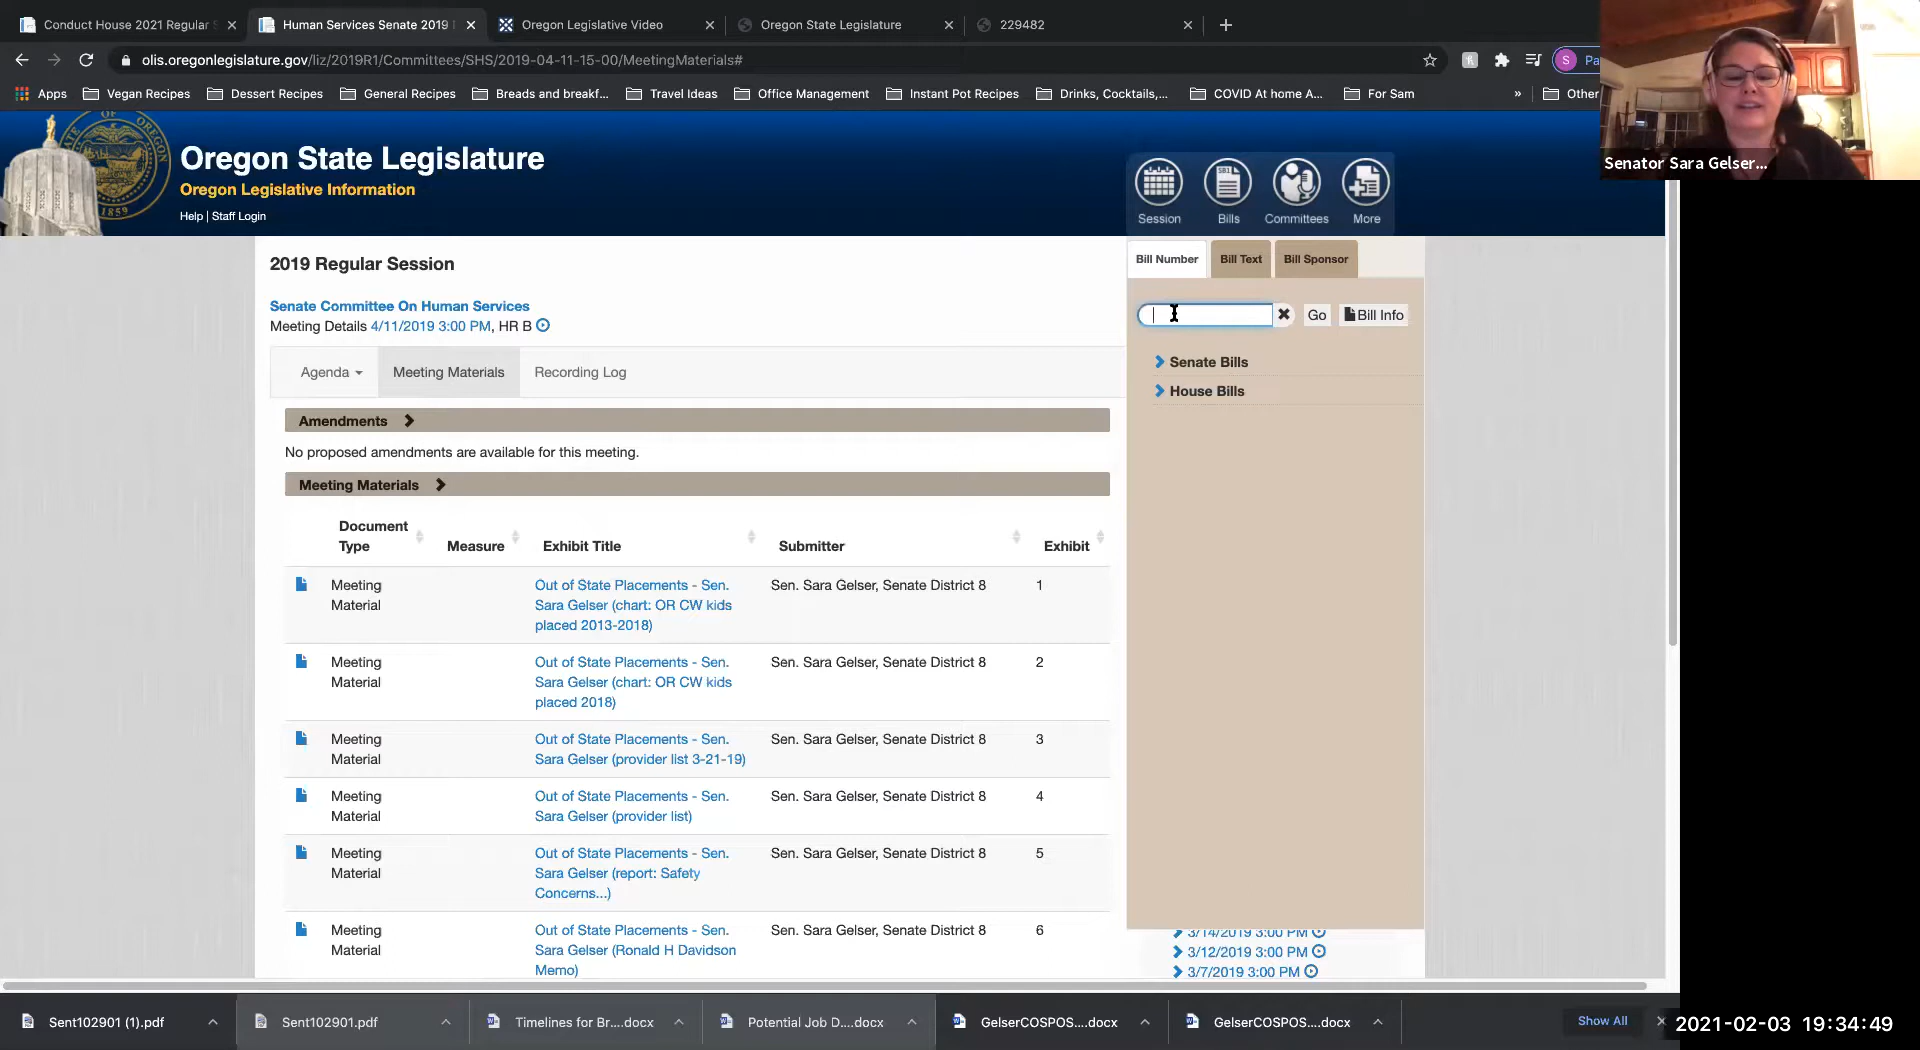 Conduct House 2021 Regular S
Human Services Senate 2019
Oregon Legislative Video
Oregon State Legislature
229482
olis.oregonlegislature.gov/liz/2019R1/Committees/SHS/2019-04-11-15-00/MeetingMaterials#
S
Pa
Apps
Vegan Recipes
Dessert Recipes
General Recipes
Breads and breakf...
Travel Ideas
Office Management
Instant Pot Recipes
Drinks, Cocktails,...
COVID At home A...
For Sam
»
Other
Senator Sara Gelser...
Oregon State Legislature
Oregon Legislative Information
Help | Staff Login
1859
SB1
Session
Bills
Committees
More
2019 Regular Session
Bill Number
Bill Text
Bill Sponsor
Senate Committee On Human Services
Meeting Details 4/11/2019 3:00 PM, HR B
Go
Bill Info
Senate Bills
House Bills
Agenda
Meeting Materials
Recording Log
Amendments
No proposed amendments are available for this meeting.
Meeting Materials
Document Type
Measure
Exhibit Title
Submitter
Exhibit
Meeting Material
Out of State Placements - Sen.
Sara Gelser (chart: OR CW kids
placed 2013-2018)
Sen. Sara Gelser, Senate District 8
1
Meeting Material
Out of State Placements - Sen.
Sara Gelser (chart: OR CW kids
placed 2018)
Sen. Sara Gelser, Senate District 8
2
Meeting Material
Out of State Placements - Sen.
Sara Gelser (provider list 3-21-19)
Sen. Sara Gelser, Senate District 8
3
Meeting Material
Out of State Placements - Sen.
Sara Gelser (provider list)
Sen. Sara Gelser, Senate District 8
4
Meeting Material
Out of State Placements - Sen.
Sara Gelser (report: Safety
Concerns...)
Sen. Sara Gelser, Senate District 8
5
Meeting Material
Out of State Placements - Sen.
Sara Gelser (Ronald H Davidson
Memo)
Sen. Sara Gelser, Senate District 8
6
3/14/2019 3:00 PM
3/12/2019 3:00 PM
3/7/2019 3:00 PM
Sent102901 (1).pdf
Sent102901.pdf
Timelines for Br....docx
Potential Job D....docx
GelserCOSPOS....docx
GelserCOSPOS....docx
Show All
2021-02-03 19:34:49